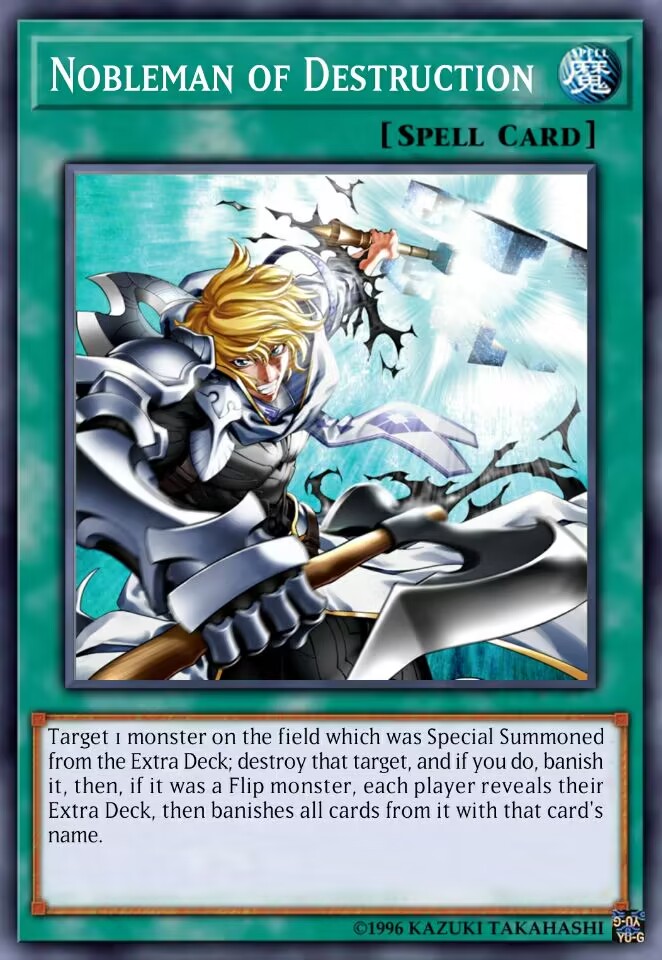 Nobleman of Destruction
SPELL
魔
[Spell Card]
Target 1 monster on the field which was Special Summoned
from the Extra Deck; destroy that target, and if you do, banish
it, then, if it was a Flip monster, each player reveals their
Extra Deck, then banishes all cards from it with that card's
name.
©1996 KAZUKI TAKAHASHI